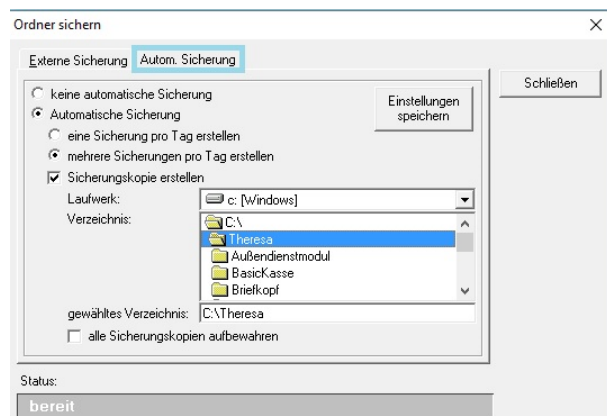 Ordner sichern
Externe Sicherung Autom. Sicherung
Schließen
keine automatische Sicherung
Einstellungen
speichern
Automatische Sicherung
eine Sicherung pro Tag erstellen
mehrere Sicherungen pro Tag erstellen
Sicherungskopie erstellen
Laufwerk: c: [Windows]
Verzeichnis: C:\
Theresa
Außendienstmodul
BasicKasse
Briefkopf
gewähltes Verzeichnis: C:\Theresa
alle Sicherungskopien aufbewahren
Status:
bereit